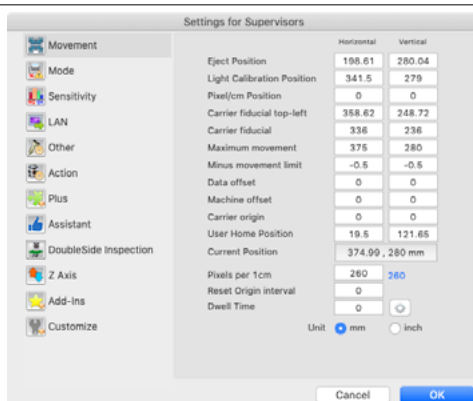 Settings for Supervisors
Movement
Mode
Sensitivity
LAN
Other
Action
Plus
Assistant
DoubleSide Inspection
Z Axis
Add-Ins
Customize
Horizontal Vertical
Eject Position 198.61 280.04
Light Calibration Position 341.5 279
Pixel/cm Position 0 0
Carrier fiducial top-left 358.62 248.72
Carrier fiducial 336 236
Maximum movement 375 280
Minus movement limit -0.5 -0.5
Data offset 0 0
Machine offset 0 0
Carrier origin 0 0
User Home Position 19.5 121.65
Current Position 374.99 , 280 mm
Pixels per 1cm 260 260
Reset Origin interval 0
Dwell Time 0
Unit mm inch
Cancel OK